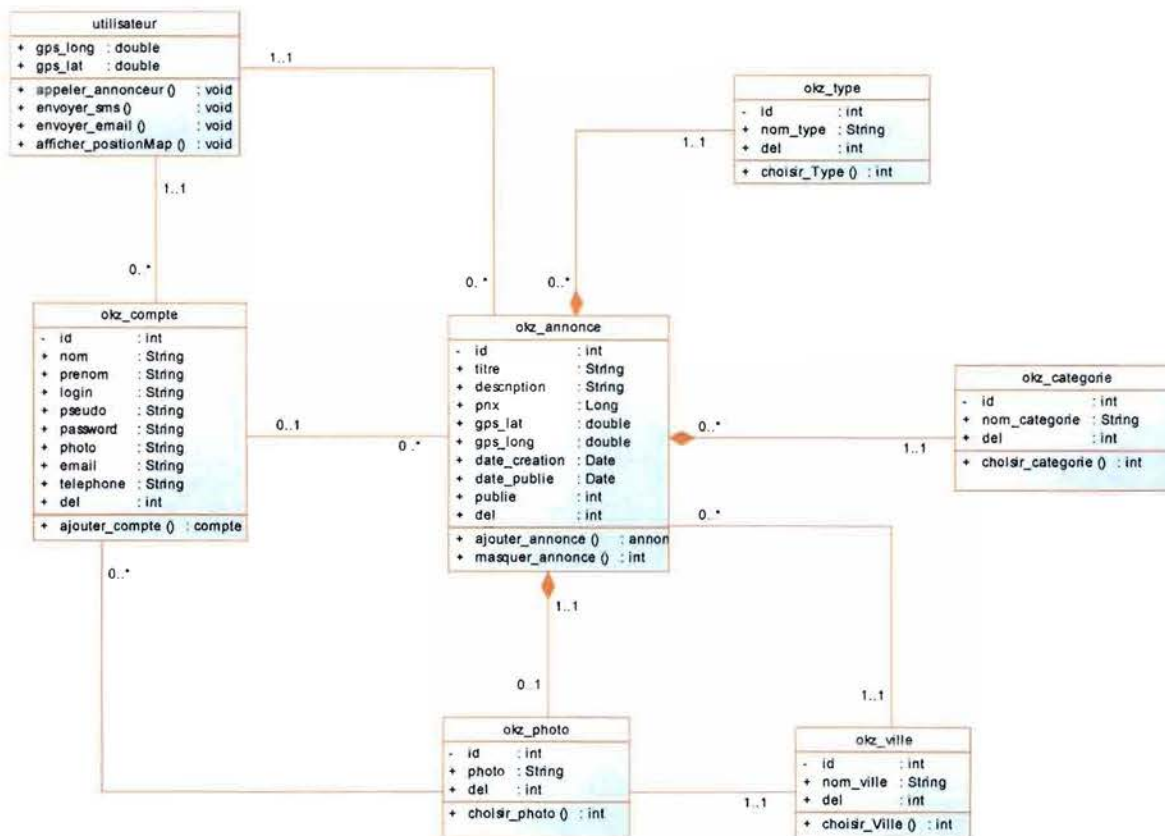 utilisateur
+ gps_long : double
+ gps_lat : double
+ appeler_annonceur () : void
+ envoyer_sms () : void
+ envoyer_email () : void
+ afficher_positionMap () : void
1..1
1..1
0..*
0..*
okz_type
- id : int
+ nom_type : String
+ del : int
+ choisir_Type () : int
1..1
0..*
okz_compte
- id : int
+ nom : String
+ prenom : String
+ login : String
+ pseudo : String
+ password : String
+ photo : String
+ email : String
+ telephone : String
+ del : int
+ ajouter_compte () : compte
0..1
0..*
0..*
okz_annonce
- id : int
+ titre : String
+ description : String
+ prix : Long
+ gps_lat : double
+ gps_long : double
+ date_creation : Date
+ date_publie : Date
+ publie : int
+ del : int
+ ajouter_annonce () : annon
+ masquer_annonce () : int
0..*
1..1
okz_categorie
- id : int
+ nom_categorie : String
+ del : int
+ choisir_categorie () : int
0..*
1..1
1..1
0..1
okz_photo
- id : int
+ photo : String
+ del : int
+ choisir_photo () : int
1..1
okz_ville
- id : int
+ nom_ville : String
+ del : int
+ choisir_Ville () : int